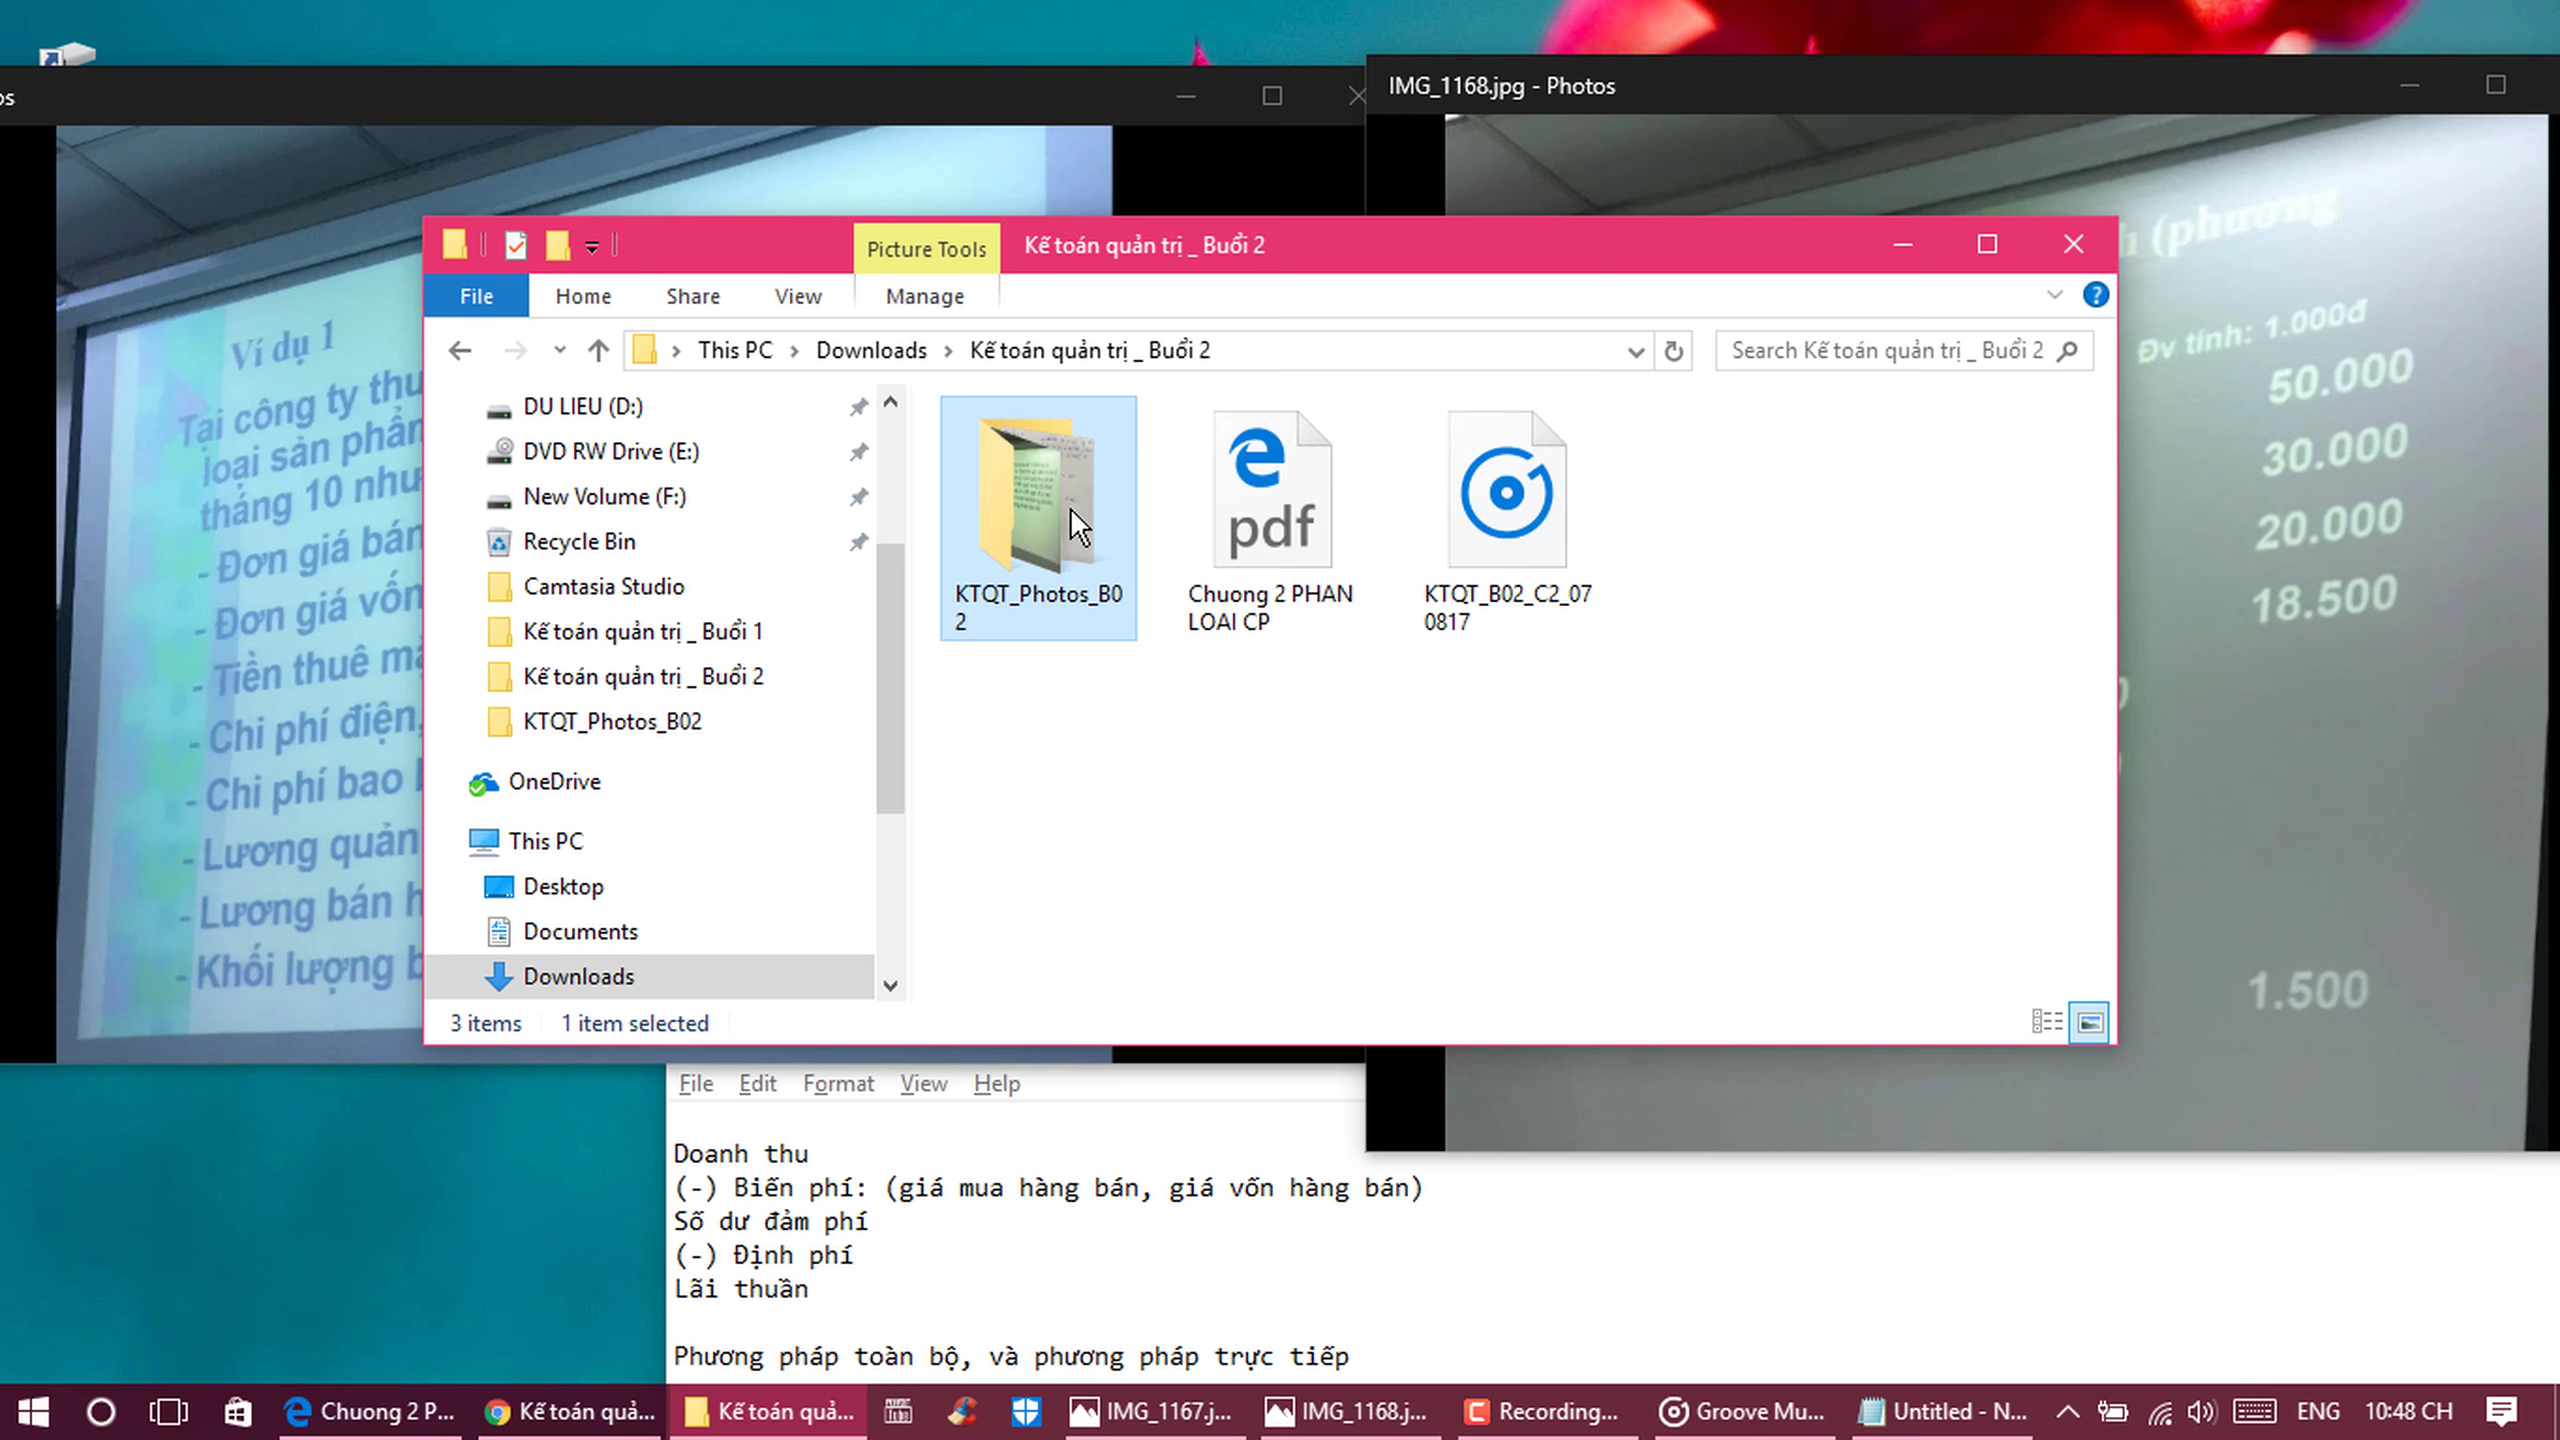 os
IMG_1168.jpg - Photos
Ví dụ 1
Tại công ty thu
loại sản phẩn
tháng 10 như
- Đơn giá bán
- Đơn giá vốn
- Tiền thuê mặ
- Chi phí điện,
- Chi phí bao
- Lương quản
- Lương bán h
- Khối lượng b
(phương
Đv tính: 1.000đ
50.000
30.000
20.000
18.500
1.500
Picture Tools
Kế toán quản trị _ Buổi 2
File
Home
Share
View
Manage
This PC
Downloads
Kế toán quản trị _ Buổi 2
Search Kế toán quản trị _ Buổi 2
DU LIEU (D:)
DVD RW Drive (E:)
New Volume (F:)
Recycle Bin
Camtasia Studio
Kế toán quản trị _ Buổi 1
Kế toán quản trị _ Buổi 2
KTQT_Photos_B02
OneDrive
This PC
Desktop
Documents
Downloads
KTQT_Photos_B0
2
pdf
Chuong 2 PHAN
LOAI CP
KTQT_B02_C2_07
0817
3 items
1 item selected
File Edit Format View Help
Doanh thu
(-) Biến phí: (giá mua hàng bán, giá vốn hàng bán)
Số dư đảm phí
(-) Định phí
Lãi thuần
Phương pháp toàn bộ, và phương pháp trực tiếp
Chuong 2 P...
Kế toán quả...
Kế toán quả...
IMG_1167.j...
IMG_1168.j...
Recording...
Groove Mu...
Untitled - N...
ENG
10:48 CH